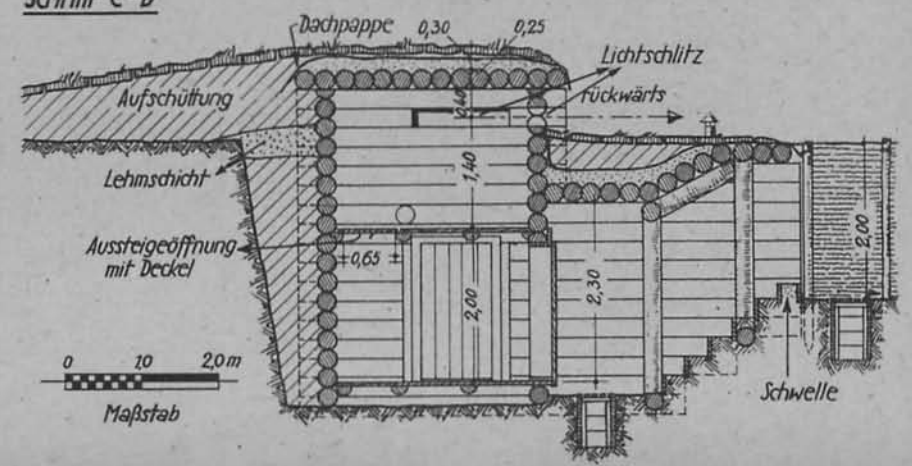 Schnitt C-D
Dachpappe
0,30
0,25
Lichtschlitz
rückwärts
Aufschüttung
0,40
Lehmschicht
1,40
Aussteigeöffnung
mit Deckel
0,65
2,00
2,30
2,00
0 1,0 2,0 m
Maßstab
Schwelle